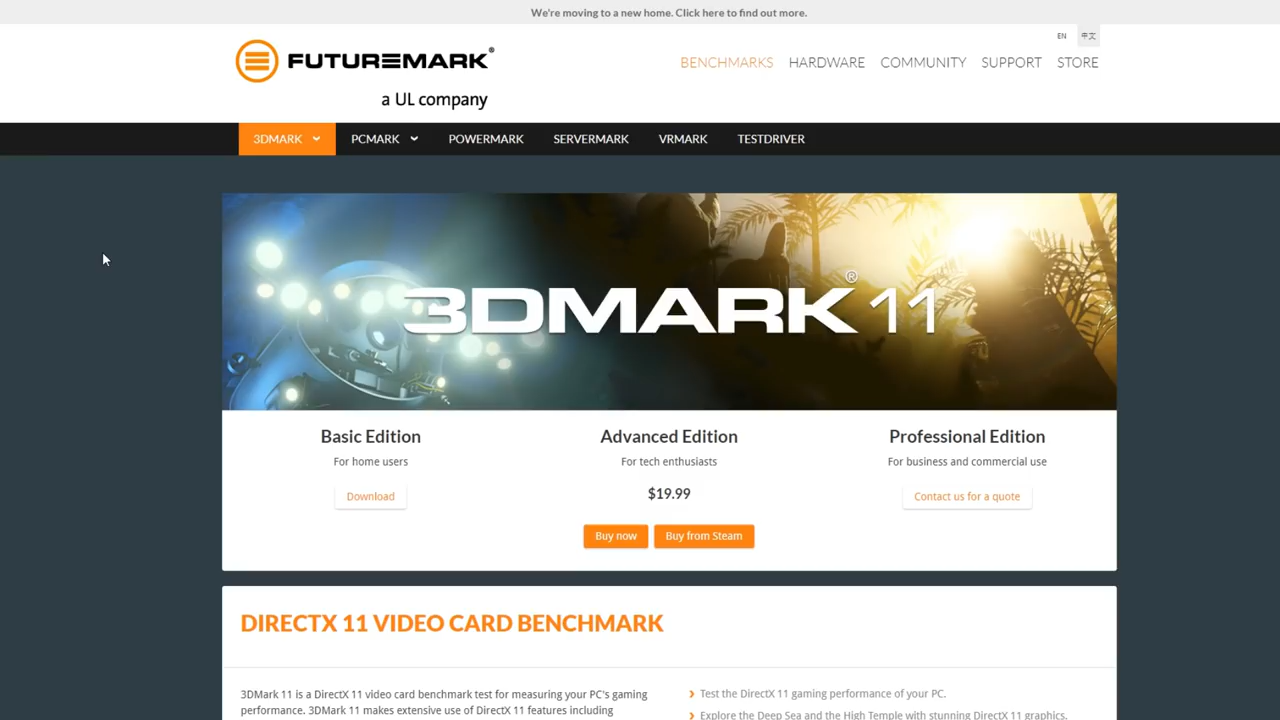 We're moving to a new home. Click here to find out more.
EN 中文
FUTUREMARK®
a UL company
BENCHMARKS HARDWARE COMMUNITY SUPPORT STORE
3DMARK PCMARK POWERMARK SERVERMARK VRMARK TESTDRIVER
3DMARK® 11
Basic Edition
For home users
Download
Advanced Edition
For tech enthusiasts
$19.99
Buy now Buy from Steam
Professional Edition
For business and commercial use
Contact us for a quote
DIRECTX 11 VIDEO CARD BENCHMARK
3DMark 11 is a DirectX 11 video card benchmark test for measuring your PC's gaming
performance. 3DMark 11 makes extensive use of DirectX 11 features including
Test the DirectX 11 gaming performance of your PC.
Explore the Deep Sea and the High Temple with stunning DirectX 11 graphics.